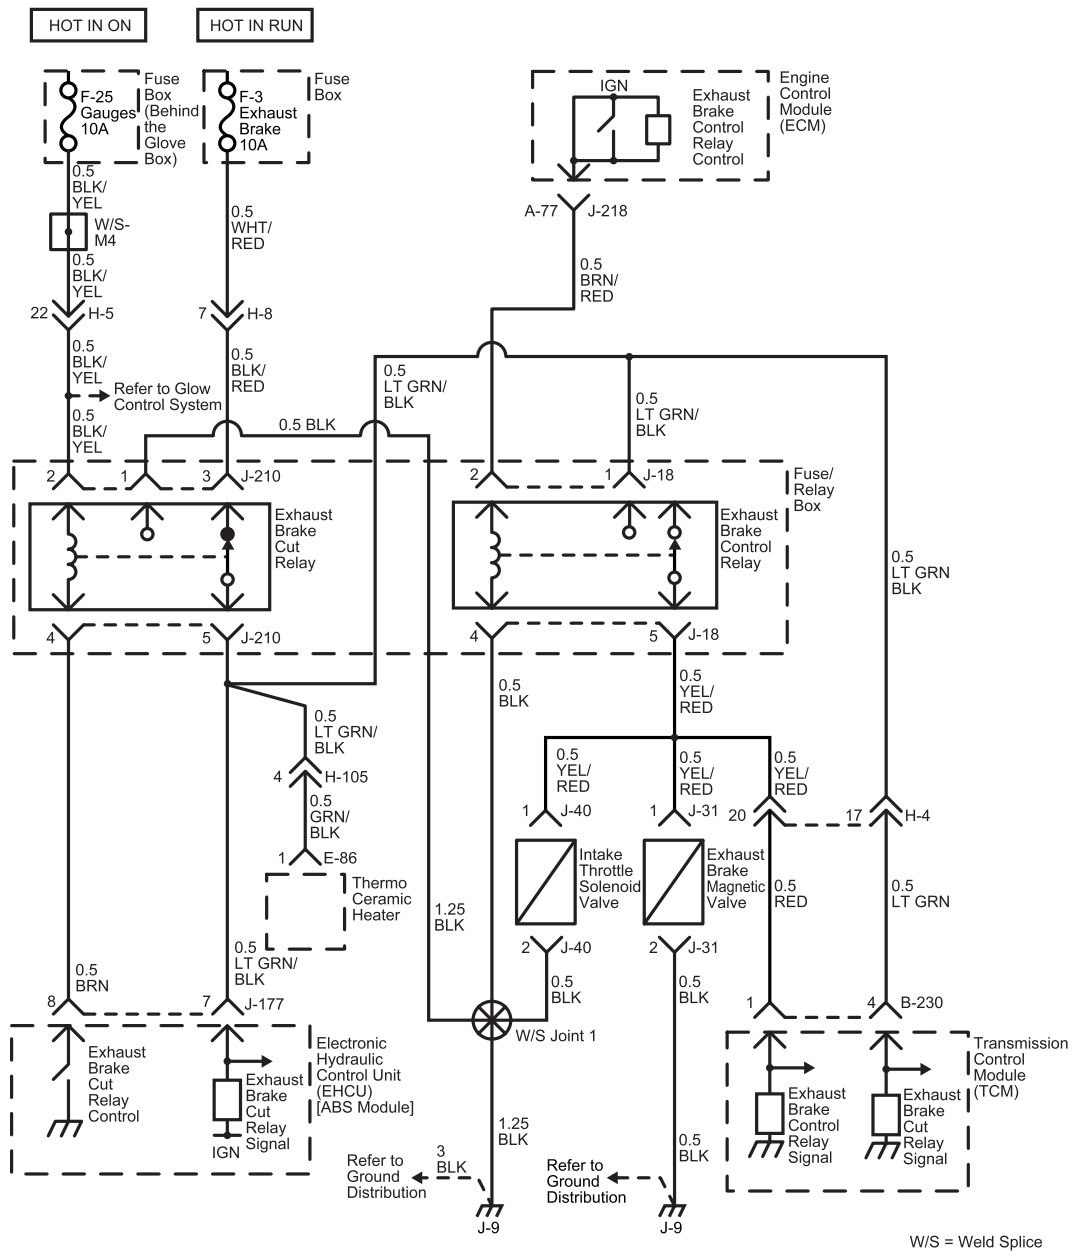 HOT IN ON
HOT IN RUN
F-25
Gauges
10A
Fuse
Box
(Behind
the
Glove
Box)
F-3
Exhaust
Brake
10A
Fuse
Box
IGN
Exhaust
Brake
Control
Relay
Control
Engine
Control
Module
(ECM)
0.5
BLK/
YEL
W/S-
M4
0.5
BLK/
YEL
0.5
WHT/
RED
A-77
J-218
0.5
BRN/
RED
22
H-5
7
H-8
0.5
BLK/
YEL
0.5
BLK/
RED
Refer to Glow
Control System
0.5
BLK/
YEL
0.5
LT GRN/
BLK
0.5 BLK
0.5
LT GRN/
BLK
2
1
3
J-210
2
1
J-18
Fuse/
Relay
Box
Exhaust
Brake
Cut
Relay
Exhaust
Brake
Control
Relay
0.5
LT GRN
BLK
4
5
J-210
4
5
J-18
0.5
BLK
0.5
YEL/
RED
0.5
LT GRN/
BLK
4
H-105
0.5
GRN/
BLK
1
E-86
Thermo
Ceramic
Heater
0.5
YEL/
RED
0.5
YEL/
RED
0.5
YEL/
RED
1
J-40
1
J-31
20
17
H-4
Intake
Throttle
Solenoid
Valve
Exhaust
Brake
Magnetic
Valve
0.5
RED
0.5
LT GRN
1.25
BLK
2
J-40
2
J-31
0.5
BRN
0.5
LT GRN/
BLK
0.5
BLK
0.5
BLK
8
7
J-177
W/S Joint 1
1
4
B-230
Exhaust
Brake
Cut
Relay
Control
Exhaust
Brake
Cut
Relay
Signal
IGN
Electronic
Hydraulic
Control Unit
(EHCU)
[ABS Module]
Exhaust
Brake
Control
Relay
Signal
Exhaust
Brake
Cut
Relay
Signal
Transmission
Control
Module
(TCM)
1.25
BLK
0.5
BLK
3
BLK
Refer to
Ground
Distribution
Refer to
Ground
Distribution
J-9
J-9
W/S = Weld Splice